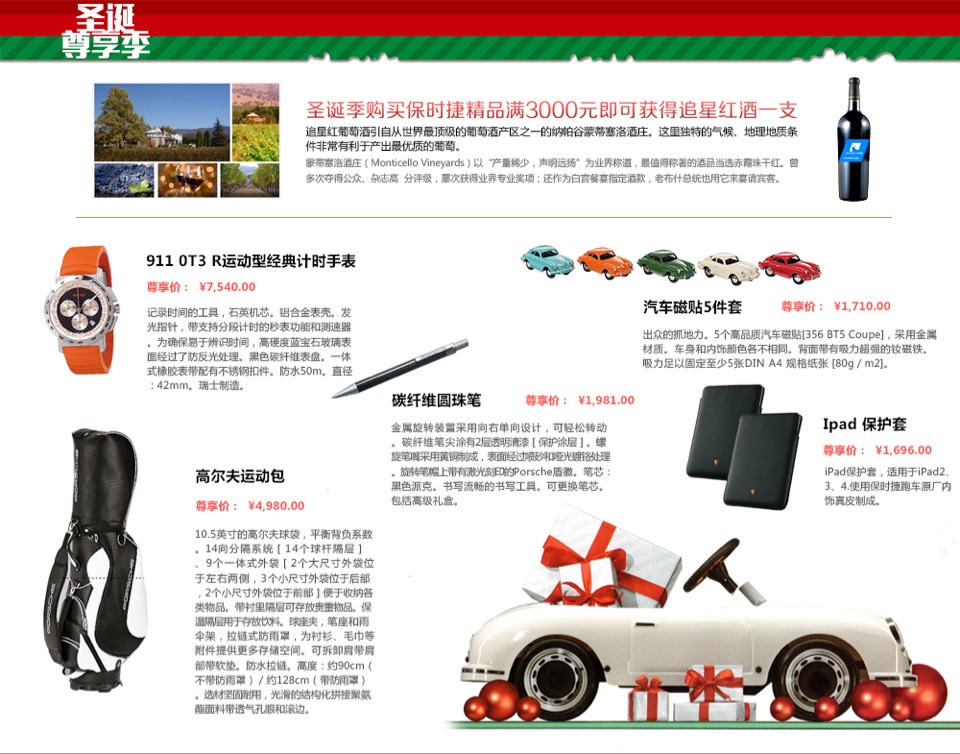 圣诞
尊享季
圣诞季购买保时捷精品满3000元即可获得追星红酒一支
追星红葡萄酒引自从世界最顶级的葡萄酒产区之一的纳帕谷蒙蒂塞洛酒庄。这里独特的气候、地理地质条
件非常有利于产出最优质的葡萄。
蒙蒂塞洛酒庄（Monticello Vineyards）以“产量稀少，声明远扬”为业界称道，最值得称著的酒品当选赤霞珠干红。曾
多次夺得公众、杂志高 分评级，屡次获得业界专业奖项；还作为白宫餐宴指定酒款，老布什总统也用它来宴请宾客。
911 0T3 R运动型经典计时手表
尊享价： ¥7,540.00
记录时间的工具，石英机芯。铝合金表壳。发
光指针，带支持分段计时的秒表功能和测速器
。为确保易于辨识时间，高硬度蓝宝石玻璃表
面经过了防反光处理。黑色碳纤维表盘。一体
式橡胶表带配有不锈钢扣件。防水50m。直径
：42mm。瑞士制造。
汽车磁贴5件套
尊享价： ¥1,710.00
出众的抓地力。5个高品质汽车磁贴[356 BT5 Coupe]，采用金属
材质。车身和内饰颜色各不相同。背面带有吸力超强的钕磁铁。
吸力足以固定至少5张DIN A4 规格纸张 [80g / m2]。
碳纤维圆珠笔
尊享价： ¥1,981.00
金属旋转装置采用向右单向设计，可轻松转动
。碳纤维笔尖涂有2层透明清漆 [ 保护涂层 ] 。螺
旋笔嘴采用黄铜制成，表面经过喷砂和哑光镀铬处理
。旋转笔帽上带有激光刻印的Porsche盾徽。笔芯：
黑色派克。书写流畅的书写工具。可更换笔芯。
包括高级礼盒。
Ipad 保护套
尊享价： ¥1,696.00
iPad保护套，适用于iPad2、
3、4.使用保时捷跑车原厂内
饰真皮制成。
高尔夫运动包
尊享价： ¥4,980.00
10.5英寸的高尔夫球袋，平衡背负系数
。14向分隔系统 [ 14个球杆隔层 ]
、9个一体式外袋 [ 2个大尺寸外袋位
于左右两侧，3个小尺寸外袋位于后部
，2个小尺寸外袋位于前部 ] 便于收纳各
类物品。带衬里隔层可存放贵重物品。保
温隔层用于存放饮料。球座夹，笔座和雨
伞架，拉链式防雨罩，为衬衫、毛巾等
附件提供更多存储空间。可拆卸肩带肩
部带软垫。防水拉链。高度：约90cm（
不带防雨罩）/ 约128cm（带防雨罩）
。选材坚固耐用，光滑的结构化拼接聚氨
酯面料带透气孔眼和滚边。
PORSCHE
PORSCHE